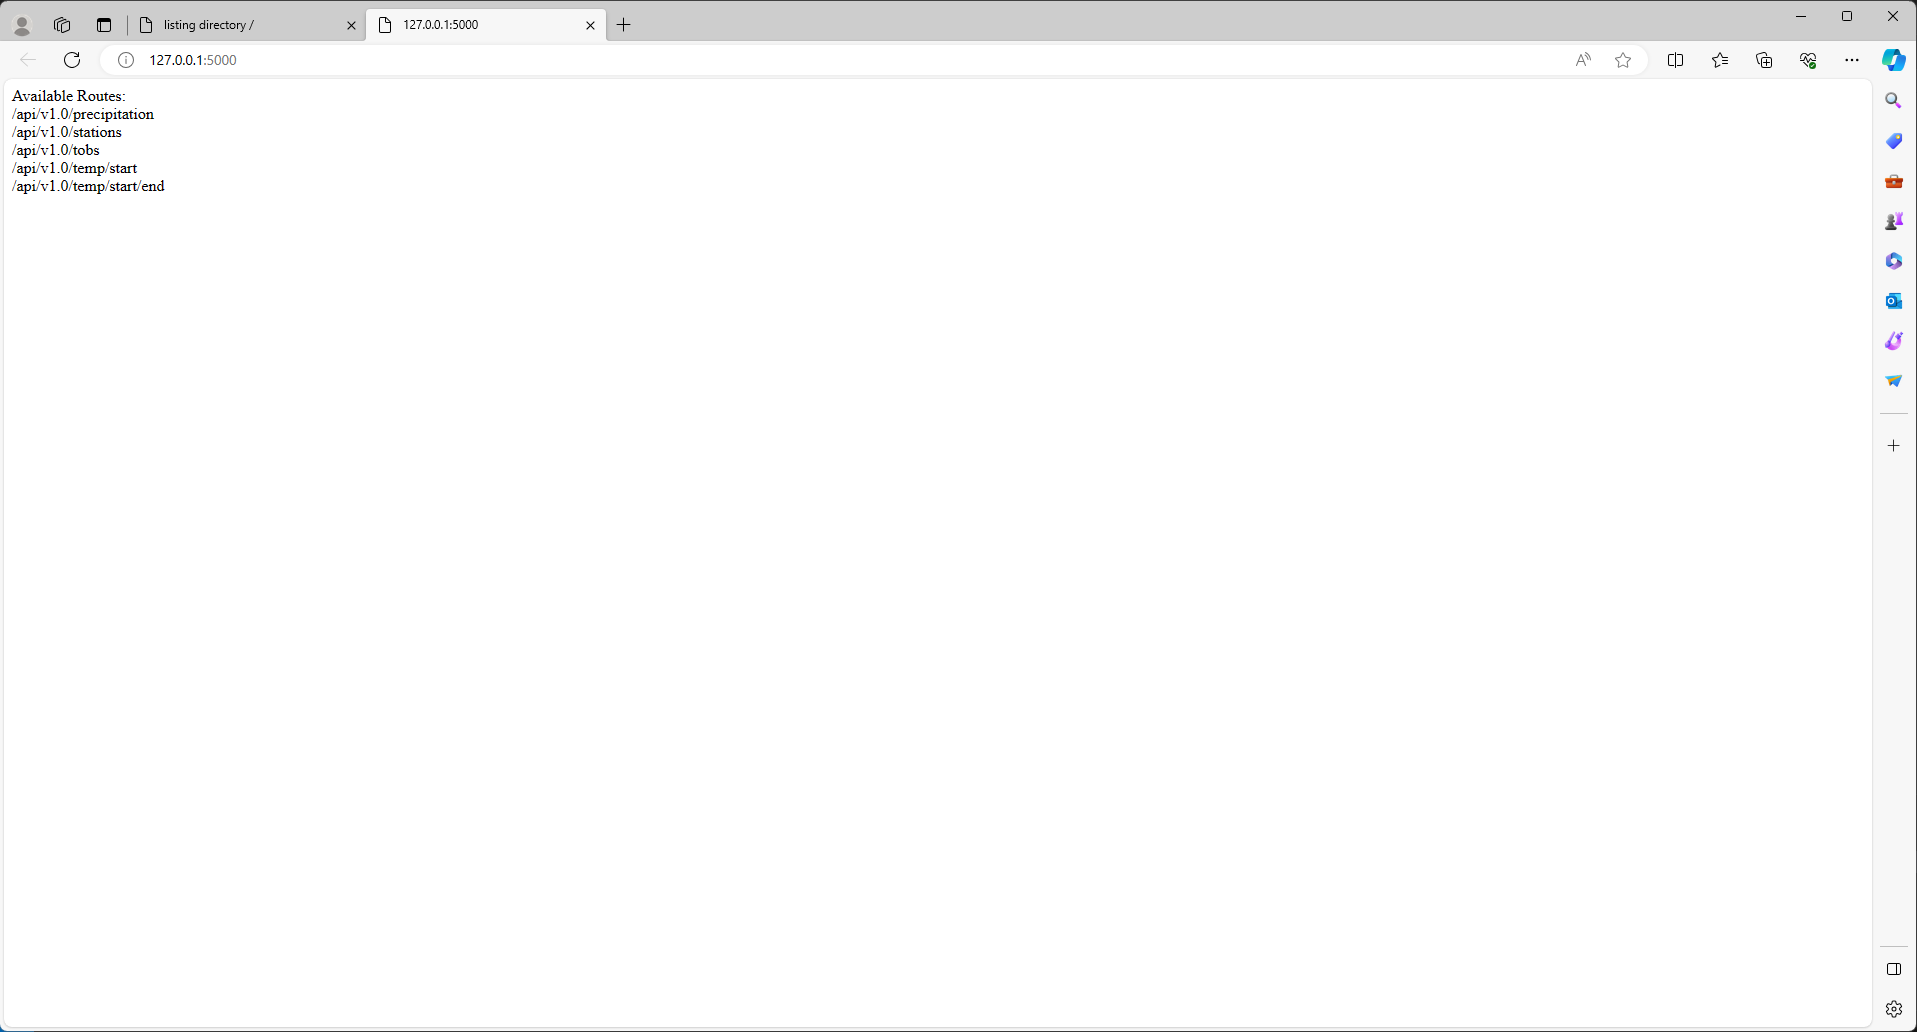 listing directory /
127.0.0.1:5000
127.0.0.1:5000
Available Routes:
/api/v1.0/precipitation
/api/v1.0/stations
/api/v1.0/tobs
/api/v1.0/temp/start
/api/v1.0/temp/start/end